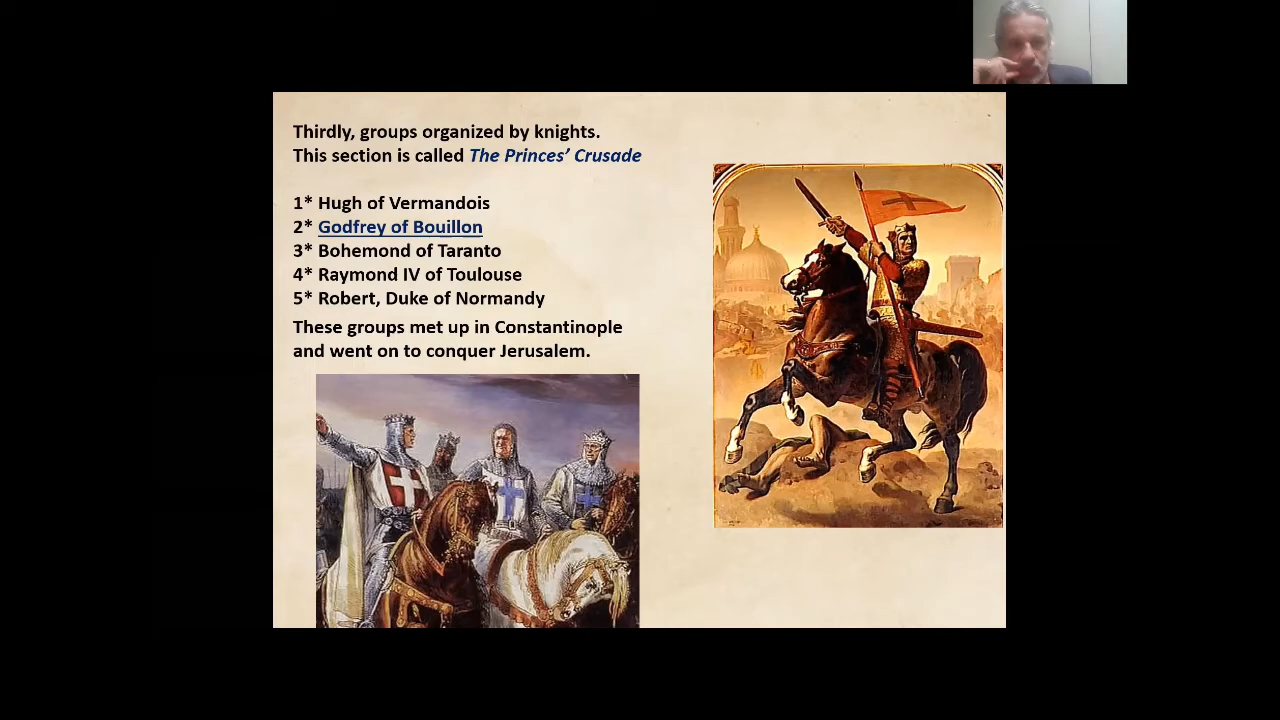 Thirdly, groups organized by knights.
This section is called The Princes’ Crusade
1* Hugh of Vermandois
2* Godfrey of Bouillon
3* Bohemond of Taranto
4* Raymond IV of Toulouse
5* Robert, Duke of Normandy
These groups met up in Constantinople
and went on to conquer Jerusalem.